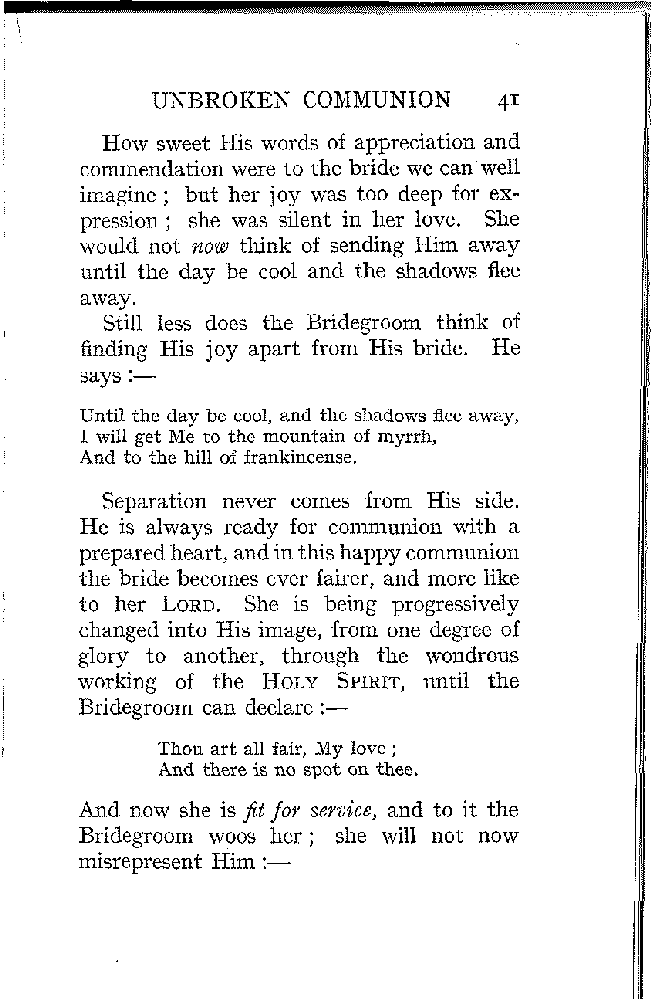 UNBROKEN COMMUNION 41
How sweet His words of appreciation and
commendation were to the bride we can well
imagine ; but her joy was too deep for ex-
pression ; she was silent in her love. She
would not now think of sending Him away
until the day be cool and the shadows flee
away.
Still less does the Bridegroom think of
finding His joy apart from His bride. He
says :—
Until the day be cool, and the shadows flee away,
I will get Me to the mountain of myrrh,
And to the hill of frankincense.
Separation never comes from His side.
He is always ready for communion with a
prepared heart, and in this happy communion
the bride becomes ever fairer, and more like
to her LORD. She is being progressively
changed into His image, from one degree of
glory to another, through the wondrous
working of the HOLY SPIRIT, until the
Bridegroom can declare :—
Thou art all fair, My love ;
And there is no spot on thee.
And now she is fit for service, and to it the
Bridegroom woos her ; she will not now
misrepresent Him :—